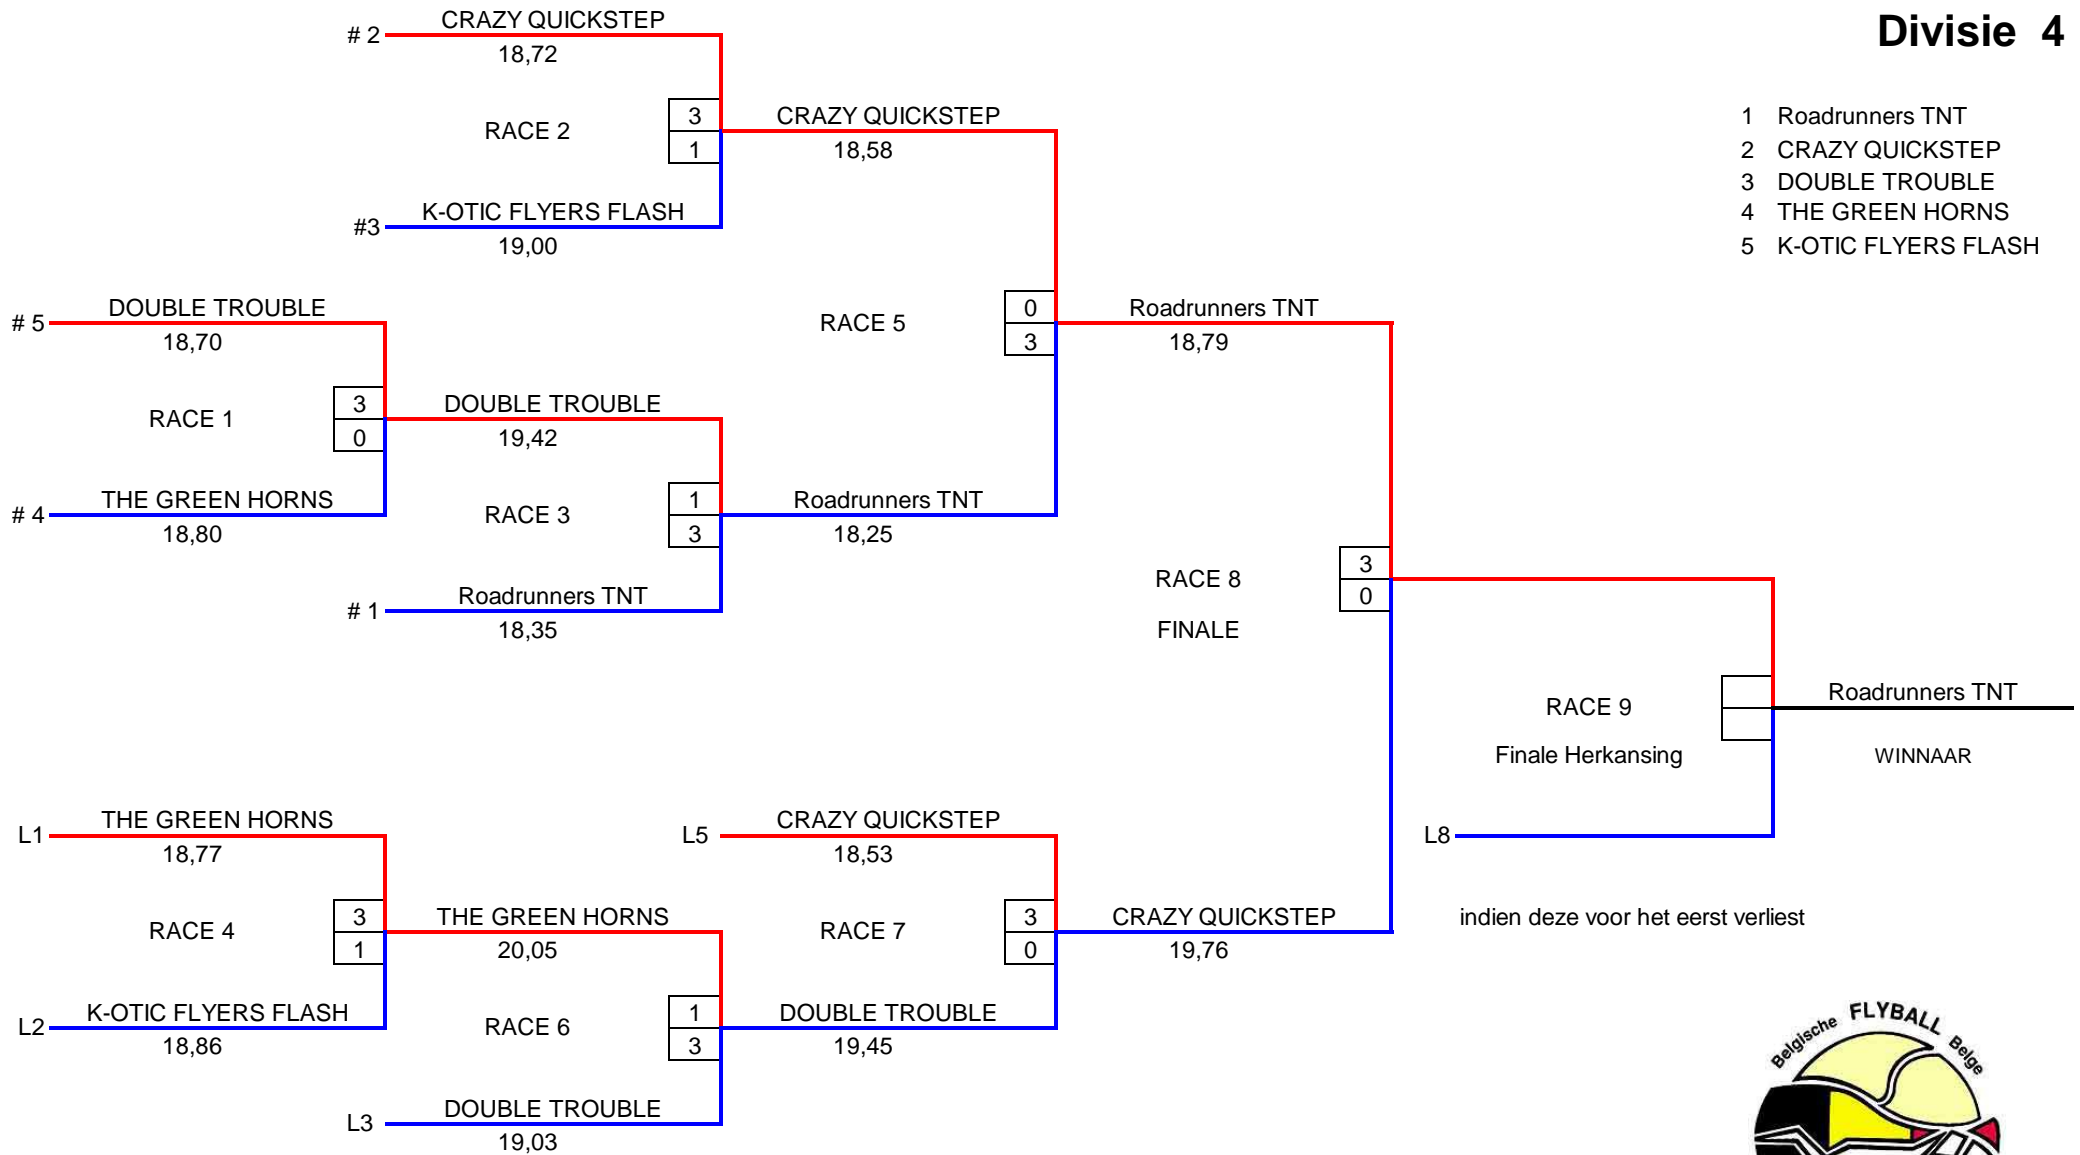 Divisie 4
1 Roadrunners TNT
2 CRAZY QUICKSTEP
3 DOUBLE TROUBLE
4 THE GREEN HORNS
5 K-OTIC FLYERS FLASH
# 2 CRAZY QUICKSTEP
18,72
RACE 2
3
1
#3 K-OTIC FLYERS FLASH
19,00
CRAZY QUICKSTEP
18,58
# 5 DOUBLE TROUBLE
18,70
RACE 1
3
0
# 4 THE GREEN HORNS
18,80
DOUBLE TROUBLE
19,42
RACE 3
1
3
# 1 Roadrunners TNT
18,35
Roadrunners TNT
18,25
RACE 5
0
3
Roadrunners TNT
18,79
RACE 8
FINALE
3
0
RACE 9
Finale Herkansing
Roadrunners TNT
WINNAAR
L8
indien deze voor het eerst verliest
L1 THE GREEN HORNS
18,77
RACE 4
3
1
L2 K-OTIC FLYERS FLASH
18,86
THE GREEN HORNS
20,05
RACE 6
1
3
L3 DOUBLE TROUBLE
19,03
L5 CRAZY QUICKSTEP
18,53
RACE 7
3
0
DOUBLE TROUBLE
19,45
CRAZY QUICKSTEP
19,76
Belgische FLYBALL Belge